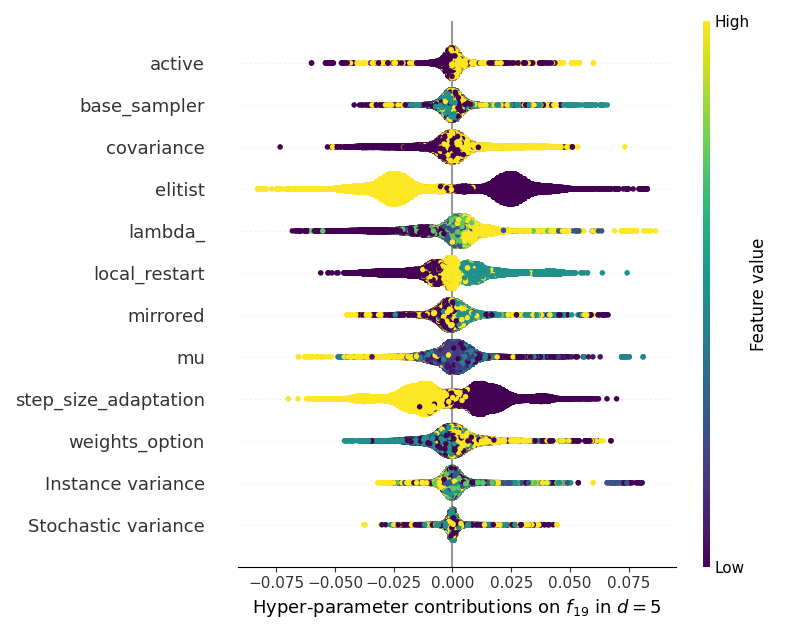 High
active
base_sampler
covariance
elitist
lambda_
local_restart
mirrored
mu
step_size_adaptation
weights_option
Instance variance
Stochastic variance
Feature value
Low
−0.075 −0.050 −0.025 0.000 0.025 0.050 0.075
Hyper-parameter contributions on f19 in d = 5